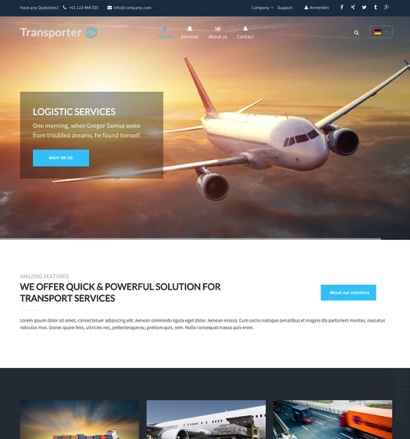 Have any Questions? +01 123 444 555 info@company.com Company Support Anmelden
Transporter
Services About us Contact
LOGISTIC SERVICES
One morning, when Gregor Samsa woke
from troubled dreams, he found himself
WHAT WE DO
AMAZING FEATURES
WE OFFER QUICK & POWERFUL SOLUTION FOR
TRANSPORT SERVICES
About our solutions
Lorem ipsum dolor sit amet, consectetuer adipiscing elit. Aenean commodo ligula eget dolor. Aenean massa. Cum sociis natoque penatibus et magnis dis parturient montes, nascetur
ridiculus mus. Donec quam felis, ultricies nec, pellentesque eu, pretium quis, sem. Nulla consequat massa quis enim.